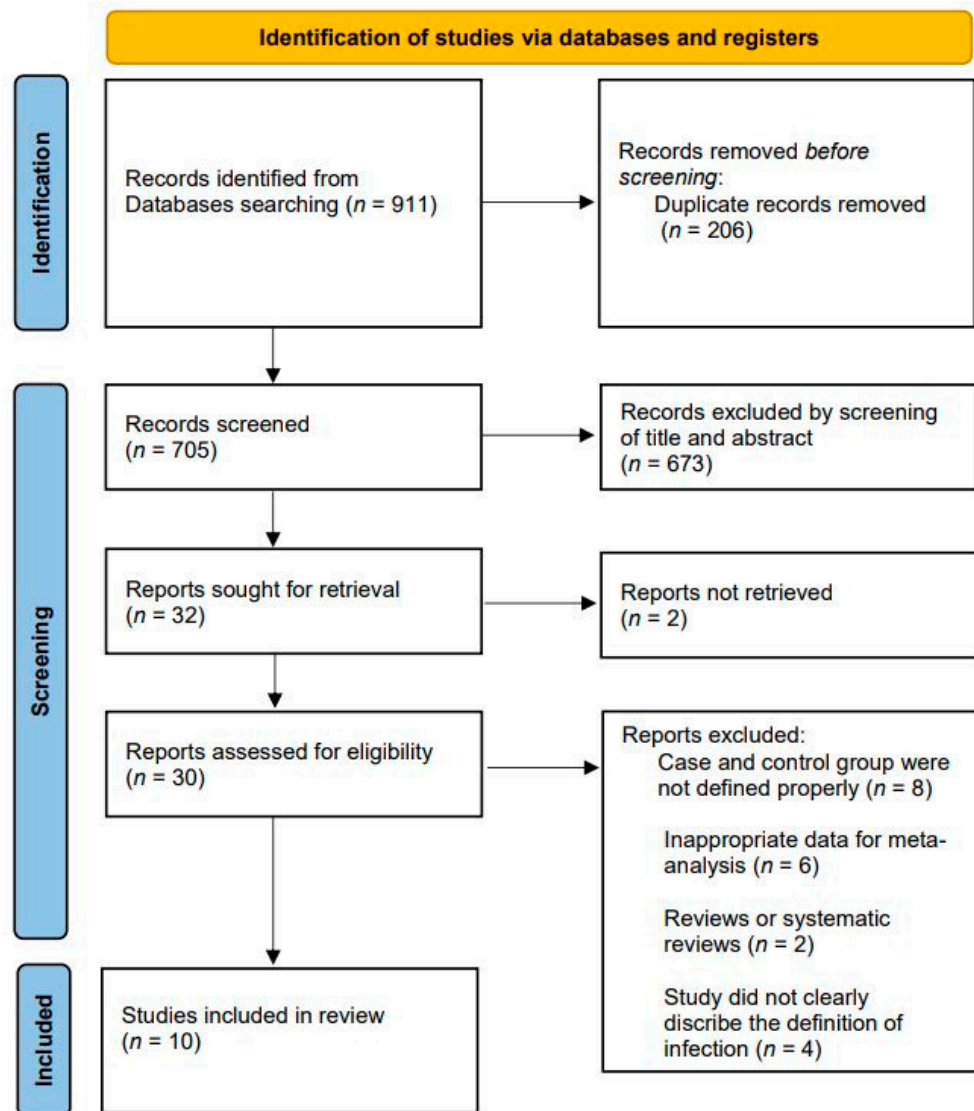 Identification of studies via databases and registers
Identification
Records identified from
Databases searching (n = 911)
Records removed before
screening:
Duplicate records removed
(n = 206)
Screening
Records screened
(n = 705)
Records excluded by screening
of title and abstract
(n = 673)
Reports sought for retrieval
(n = 32)
Reports not retrieved
(n = 2)
Reports assessed for eligibility
(n = 30)
Reports excluded:
Case and control group were
not defined properly (n = 8)
Inappropriate data for meta-
analysis (n = 6)
Reviews or systematic
reviews (n = 2)
Study did not clearly
discribe the definition of
infection (n = 4)
Included
Studies included in review
(n = 10)